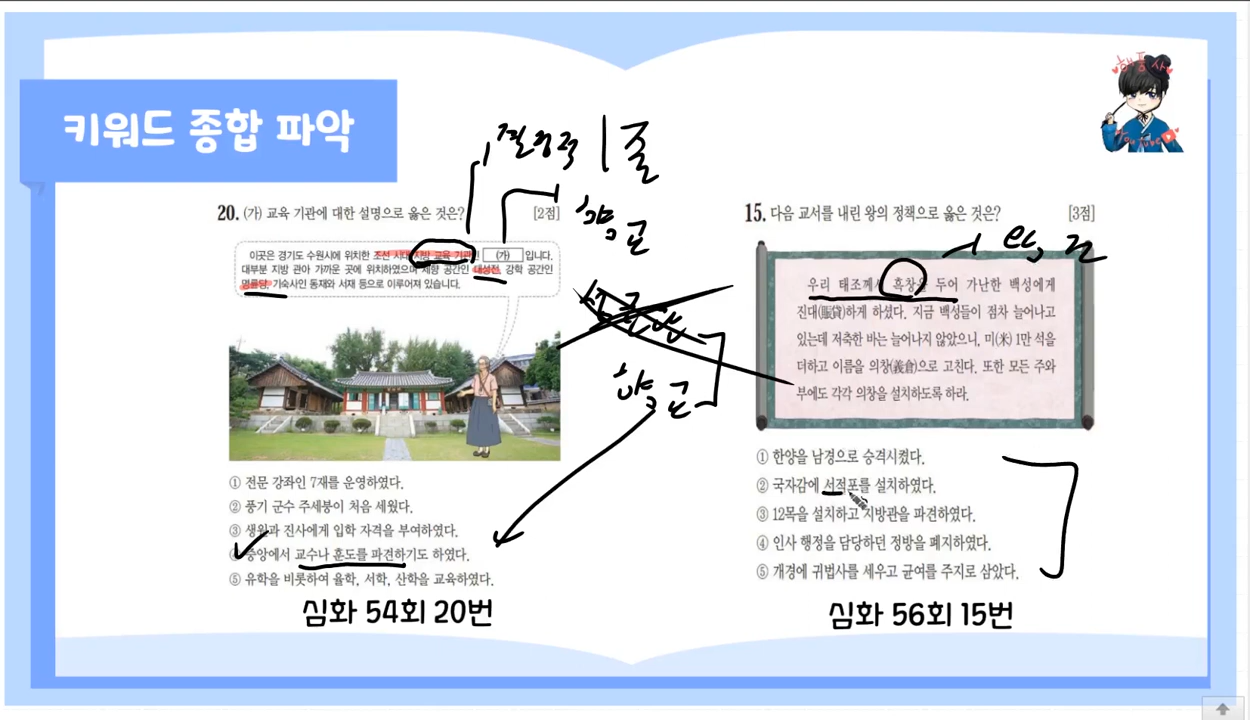 키워드 종합 파악
해품사
YouTube
20. (가) 교육 기관에 대한 설명으로 옳은 것은? [2점]
이곳은 경기도 수원시에 위치한 조선 시대 지방 교육 기관인 (가) 입니다.
대부분 지방 관아 가까운 곳에 위치하였으며 제향 공간인 대성전, 강학 공간인
명륜당, 기숙사인 동재와 서재 등으로 이루어져 있습니다.
향교
향교
① 전문 강좌인 7재를 운영하였다.
② 풍기 군수 주세붕이 처음 세웠다.
③ 생원과 진사에게 입학 자격을 부여하였다.
④ 중앙에서 교수나 훈도를 파견하기도 하였다.
⑤ 유학을 비롯하여 율학, 서학, 산학을 교육하였다.
심화 54회 20번
15. 다음 교서를 내린 왕의 정책으로 옳은 것은? [3점]
우리 태조께서 흑창을 두어 가난한 백성에게
진대(賑貸)하게 하셨다. 지금 백성들이 점차 늘어나고
있는데 저축한 바는 늘어나지 않았으니, 미(米) 1만 석을
더하고 이름을 의창(義倉)으로 고친다. 또한 모든 주와
부에도 각각 의창을 설치하도록 하라.
① 한양을 남경으로 승격시켰다.
② 국자감에 서적포를 설치하였다.
③ 12목을 설치하고 지방관을 파견하였다.
④ 인사 행정을 담당하던 정방을 폐지하였다.
⑤ 개경에 귀법사를 세우고 균여를 주지로 삼았다.
심화 56회 15번